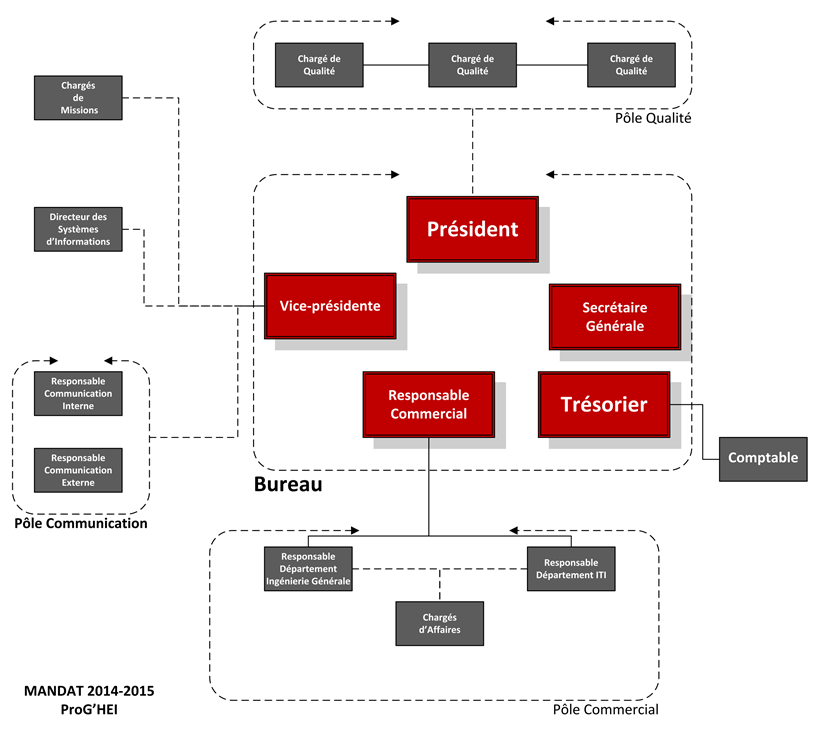 Chargé de
Qualité
Chargé de
Qualité
Chargé de
Qualité
Pôle Qualité
Chargés
de
Missions
Directeur des
Systèmes
d'Informations
Président
Vice-présidente
Secrétaire
Générale
Responsable
Commercial
Trésorier
Comptable
Bureau
Responsable
Communication
Interne
Responsable
Communication
Externe
Pôle Communication
Responsable
Département
Ingénierie Générale
Responsable
Département ITI
Chargés
d'Affaires
Pôle Commercial
MANDAT 2014-2015
ProG'HEI